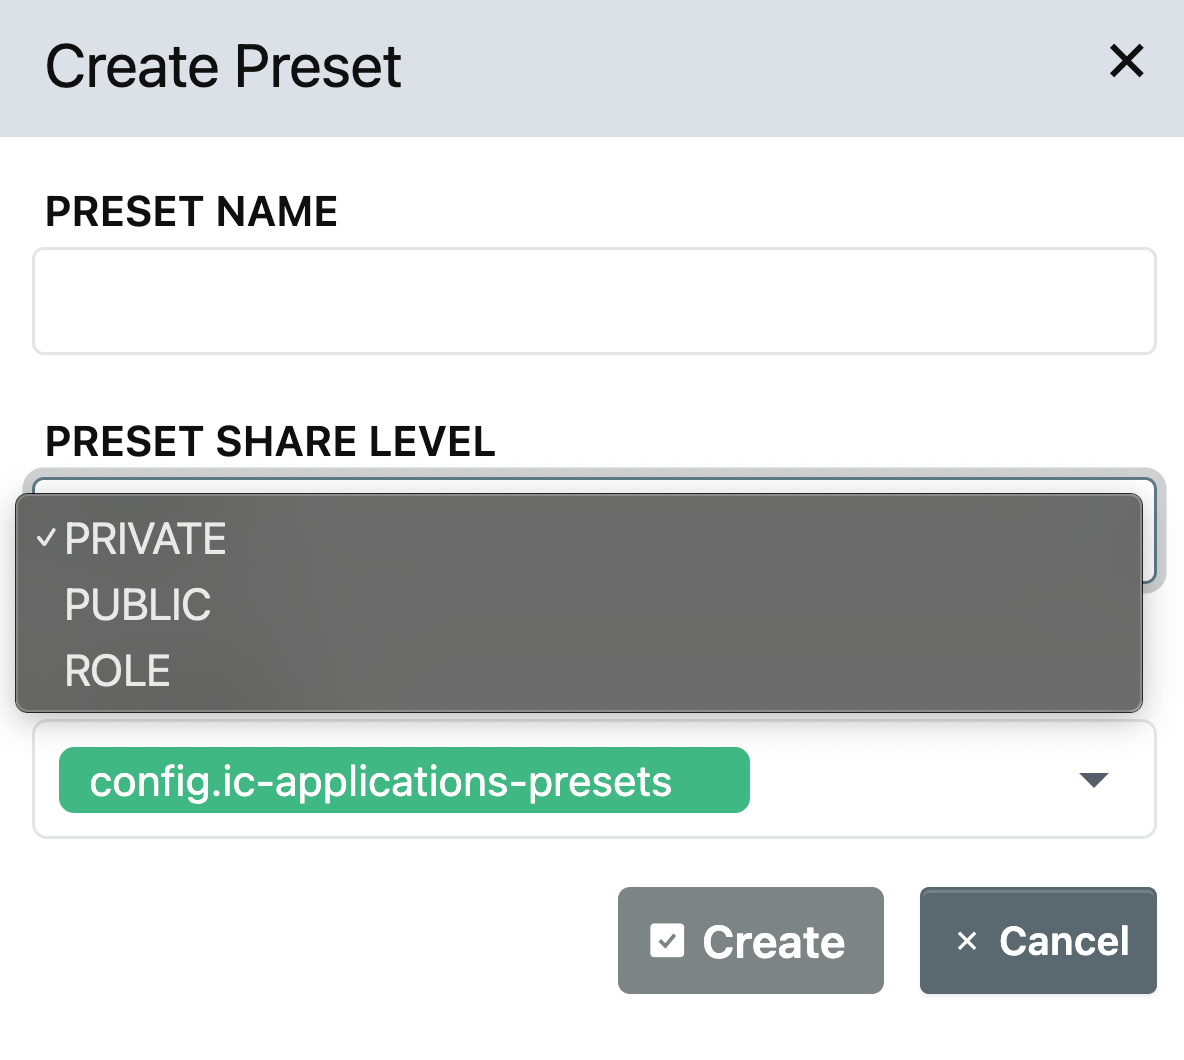 Create Preset
PRESET NAME
PRESET SHARE LEVEL
PRIVATE
PUBLIC
ROLE
config.ic-applications-presets
Create
Cancel